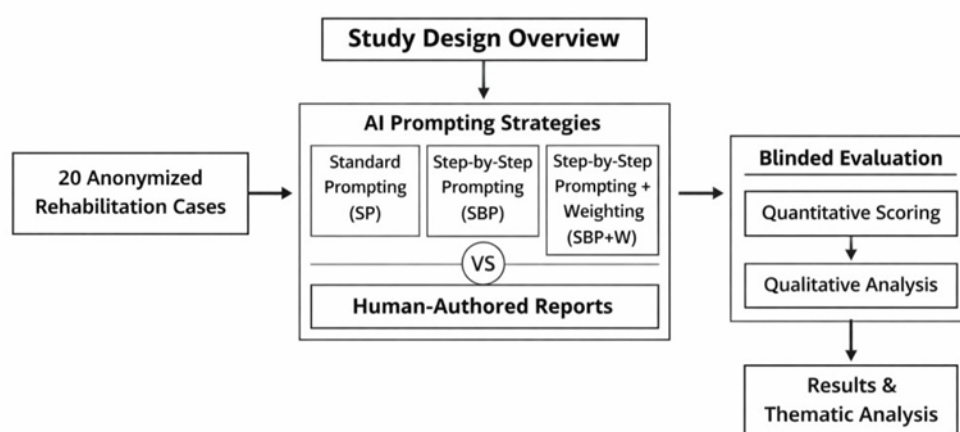 Study Design Overview
20 Anonymized
Rehabilitation Cases
AI Prompting Strategies
Standard
Prompting
(SP)
Step-by-Step
Prompting
(SBP)
Step-by-Step
Prompting +
Weighting
(SBP+W)
VS
Human-Authored Reports
Blinded Evaluation
Quantitative Scoring
Qualitative Analysis
Results &
Thematic Analysis